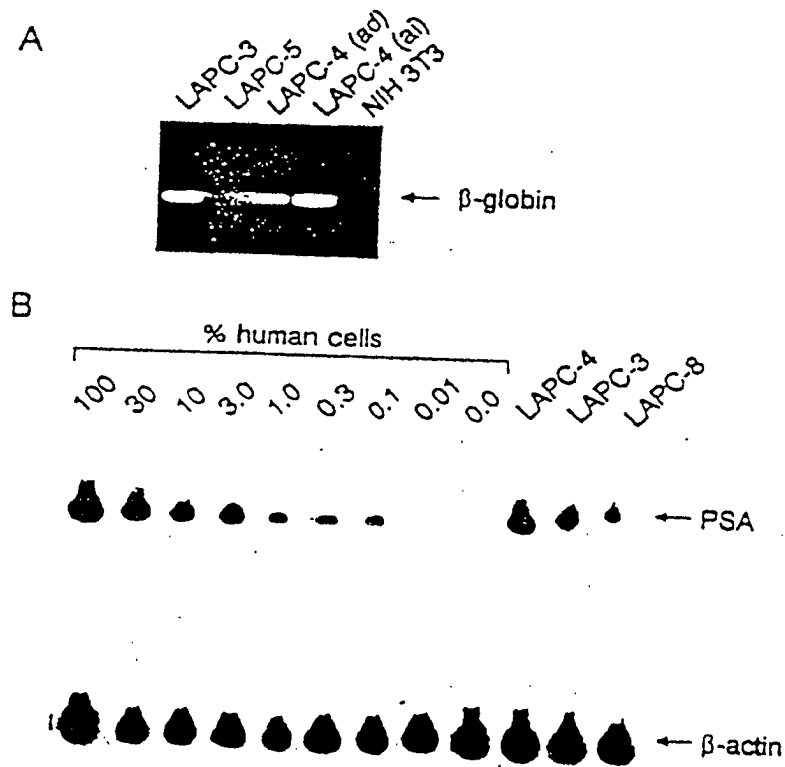 A
LAPC-3
LAPC-5
LAPC-4 (ad)
LAPC-4 (ai)
NIH 3T3
β-globin
B
% human cells
100
30
10
3.0
1.0
0.3
0.1
0.01
0.0
LAPC-4
LAPC-3
LAPC-8
PSA
β-actin